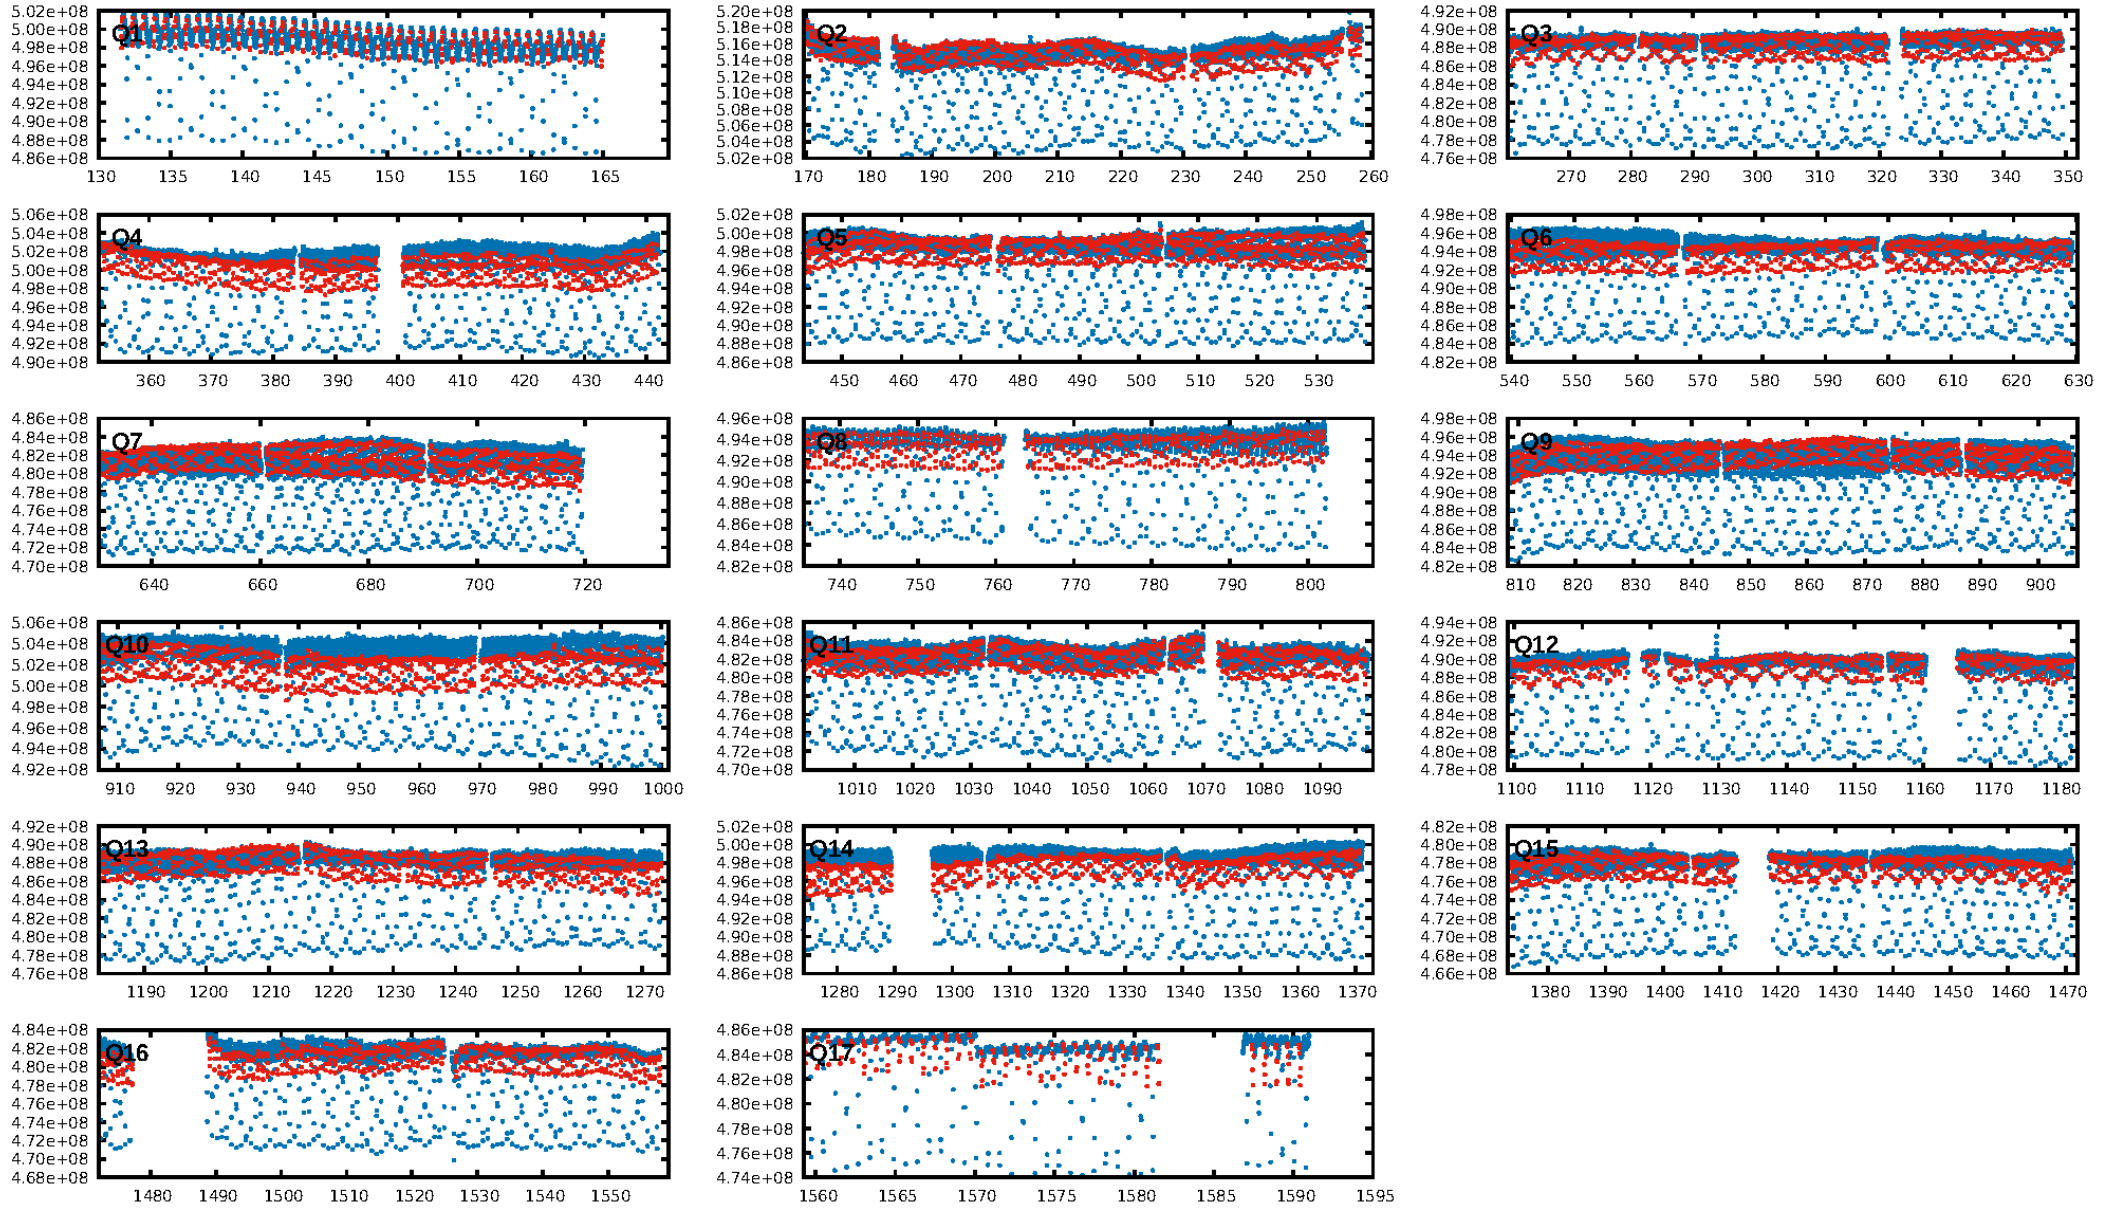 5.02e+08
5.00e+08
4.98e+08
4.96e+08
4.94e+08
4.92e+08
4.90e+08
4.88e+08
4.86e+08
Q1
130 135 140 145 150 155 160 165
5.20e+08
5.18e+08
5.16e+08
5.14e+08
5.12e+08
5.10e+08
5.08e+08
5.06e+08
5.04e+08
5.02e+08
Q2
170 180 190 200 210 220 230 240 250 260
4.92e+08
4.90e+08
4.88e+08
4.86e+08
4.84e+08
4.82e+08
4.80e+08
4.78e+08
4.76e+08
Q3
270 280 290 300 310 320 330 340 350
5.06e+08
5.04e+08
5.02e+08
5.00e+08
4.98e+08
4.96e+08
4.94e+08
4.92e+08
4.90e+08
Q4
360 370 380 390 400 410 420 430 440
5.02e+08
5.00e+08
4.98e+08
4.96e+08
4.94e+08
4.92e+08
4.90e+08
4.88e+08
4.86e+08
Q5
450 460 470 480 490 500 510 520 530
4.98e+08
4.96e+08
4.94e+08
4.92e+08
4.90e+08
4.88e+08
4.86e+08
4.84e+08
4.82e+08
Q6
540 550 560 570 580 590 600 610 620 630
4.86e+08
4.84e+08
4.82e+08
4.80e+08
4.78e+08
4.76e+08
4.74e+08
4.72e+08
4.70e+08
Q7
640 660 680 700 720
4.96e+08
4.94e+08
4.92e+08
4.90e+08
4.88e+08
4.86e+08
4.84e+08
4.82e+08
Q8
740 750 760 770 780 790 800
4.98e+08
4.96e+08
4.94e+08
4.92e+08
4.90e+08
4.88e+08
4.86e+08
4.84e+08
4.82e+08
Q9
810 820 830 840 850 860 870 880 890 900
5.06e+08
5.04e+08
5.02e+08
5.00e+08
4.98e+08
4.96e+08
4.94e+08
4.92e+08
Q10
910 920 930 940 950 960 970 980 990 1000
4.86e+08
4.84e+08
4.82e+08
4.80e+08
4.78e+08
4.76e+08
4.74e+08
4.72e+08
4.70e+08
Q11
1010 1020 1030 1040 1050 1060 1070 1080 1090
4.94e+08
4.92e+08
4.90e+08
4.88e+08
4.86e+08
4.84e+08
4.82e+08
4.80e+08
4.78e+08
Q12
1100 1110 1120 1130 1140 1150 1160 1170 1180
4.92e+08
4.90e+08
4.88e+08
4.86e+08
4.84e+08
4.82e+08
4.80e+08
4.78e+08
4.76e+08
Q13
1190 1200 1210 1220 1230 1240 1250 1260 1270
5.02e+08
5.00e+08
4.98e+08
4.96e+08
4.94e+08
4.92e+08
4.90e+08
4.88e+08
4.86e+08
Q14
1280 1290 1300 1310 1320 1330 1340 1350 1360 1370
4.82e+08
4.80e+08
4.78e+08
4.76e+08
4.74e+08
4.72e+08
4.70e+08
4.68e+08
4.66e+08
Q15
1380 1390 1400 1410 1420 1430 1440 1450 1460 1470
4.84e+08
4.82e+08
4.80e+08
4.78e+08
4.76e+08
4.74e+08
4.72e+08
4.70e+08
4.68e+08
Q16
1480 1490 1500 1510 1520 1530 1540 1550
4.86e+08
4.84e+08
4.82e+08
4.80e+08
4.78e+08
4.76e+08
4.74e+08
Q17
1560 1565 1570 1575 1580 1585 1590 1595